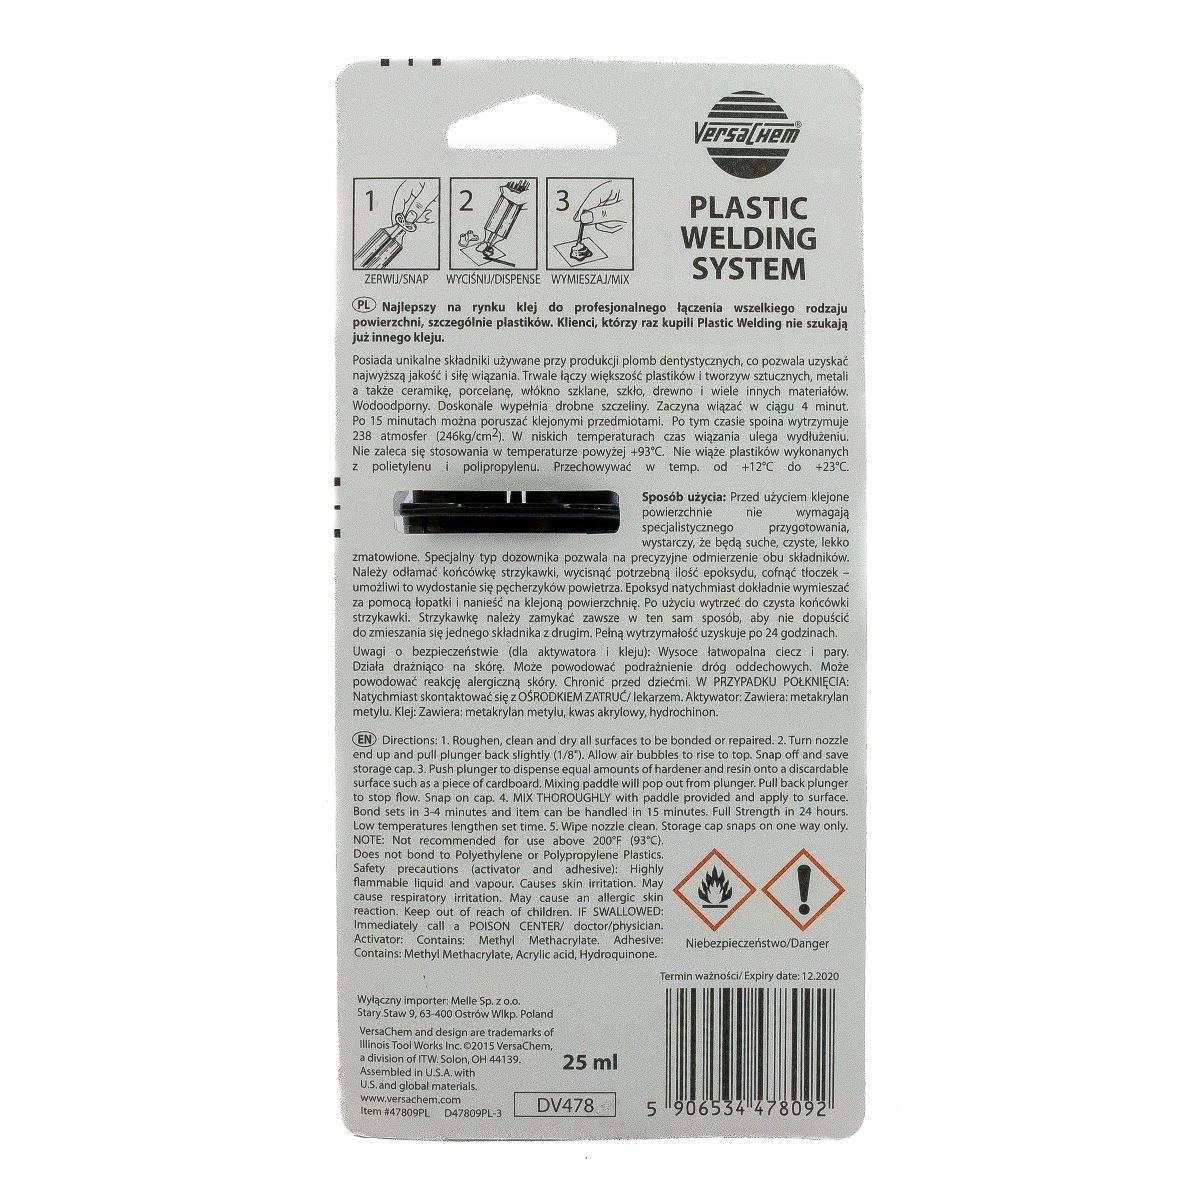 VERSACHEM®
PLASTIC
WELDING
SYSTEM
1
2
3
ZERWIJ/SNAP
WYCIŚNIJ/DISPENSE
WYMIESZAJ/MIX
PL Najlepszy na rynku klej do profesjonalnego łączenia wszelkiego rodzaju
powierzchni, szczególnie plastików. Klienci, którzy raz kupili Plastic Welding nie szukają
już innego kleju.
Posiada unikalne składniki używane przy produkcji plomb dentystycznych, co pozwala uzyskać
najwyższą jakość i siłę wiązania. Trwale łączy większość plastików i tworzyw sztucznych, metali
a także ceramikę, porcelanę, włókno szklane, szkło, drewno i wiele innych materiałów.
Wodoodporny. Doskonale wypełnia drobne szczeliny. Zaczyna wiązać w ciągu 4 minut.
Po 15 minutach można poruszać klejonymi przedmiotami. Po tym czasie spoina wytrzymuje
238 atmosfer (246kg/cm²). W niskich temperaturach czas wiązania ulega wydłużeniu.
Nie zaleca się stosowania w temperaturze powyżej +93°C. Nie wiąże plastików wykonanych
z polietylenu i polipropylenu. Przechowywać w temp. od +12°C do +23°C.
Sposób użycia: Przed użyciem klejone
powierzchnie nie wymagają
specjalistycznego przygotowania,
wystarczy, że będą suche, czyste, lekko
zmatowione. Specjalny typ dozownika pozwala na precyzyjne odmierzenie obu składników.
Należy odłamać końcówkę strzykawki, wycisnąć potrzebną ilość epoksydu, cofnąć tłoczek –
umożliwi to wydostanie się pęcherzyków powietrza. Epoksyd natychmiast dokładnie wymieszać
za pomocą łopatki i nanieść na klejoną powierzchnię. Po użyciu wytrzeć do czysta końcówki
strzykawki. Strzykawkę należy zamykać zawsze w ten sam sposób, aby nie dopuścić
do zmieszania się jednego składnika z drugim. Pełną wytrzymałość uzyskuje po 24 godzinach.
Uwagi o bezpieczeństwie (dla aktywatora i kleju): Wysoce łatwopalna ciecz i pary.
Działa drażniąco na skórę. Może powodować podrażnienie dróg oddechowych. Może
powodować reakcję alergiczną skóry. Chronić przed dziećmi. W PRZYPADKU POŁKNIĘCIA:
Natychmiast skontaktować się z OŚRODKIEM ZATRUĆ/ lekarzem. Aktywator: Zawiera: metakrylan
metylu. Klej: Zawiera: metakrylan metylu, kwas akrylowy, hydrochinon.
EN Directions: 1. Roughen, clean and dry all surfaces to be bonded or repaired. 2. Turn nozzle
end up and pull plunger back slightly (1/8"). Allow air bubbles to rise to top. Snap off and save
storage cap. 3. Push plunger to dispense equal amounts of hardener and resin onto a discardable
surface such as a piece of cardboard. Mixing paddle will pop out from plunger. Pull back plunger
to stop flow. Snap on cap. 4. MIX THOROUGHLY with paddle provided and apply to surface.
Bond sets in 3-4 minutes and item can be handled in 15 minutes. Full Strength in 24 hours.
Low temperatures lengthen set time. 5. Wipe nozzle clean. Storage cap snaps on one way only.
NOTE: Not recommended for use above 200°F (93°C).
Does not bond to Polyethylene or Polypropylene Plastics.
Safety precautions (activator and adhesive): Highly
flammable liquid and vapour. Causes skin irritation. May
cause respiratory irritation. May cause an allergic skin
reaction. Keep out of reach of children. IF SWALLOWED:
Immediately call a POISON CENTER/ doctor/physician.
Activator: Contains: Methyl Methacrylate. Adhesive:
Contains: Methyl Methacrylate, Acrylic acid, Hydroquinone.
Niebezpieczeństwo/Danger
Termin ważności/ Expiry date: 12.2020
Wyłączny importer: Melle Sp. z o.o.
Stary.Staw 9, 63-400 Ostrów Wlkp. Poland
VersaChem and design are trademarks of
Illinois Tool Works Inc. ©2015 VersaChem,
a division of ITW. Solon, OH 44139.
Assembled in U.S.A. with
U.S. and global materials.
www.versachem.com
Item #47809PL D47809PL-3
25 ml
DV478
5 906534 478092